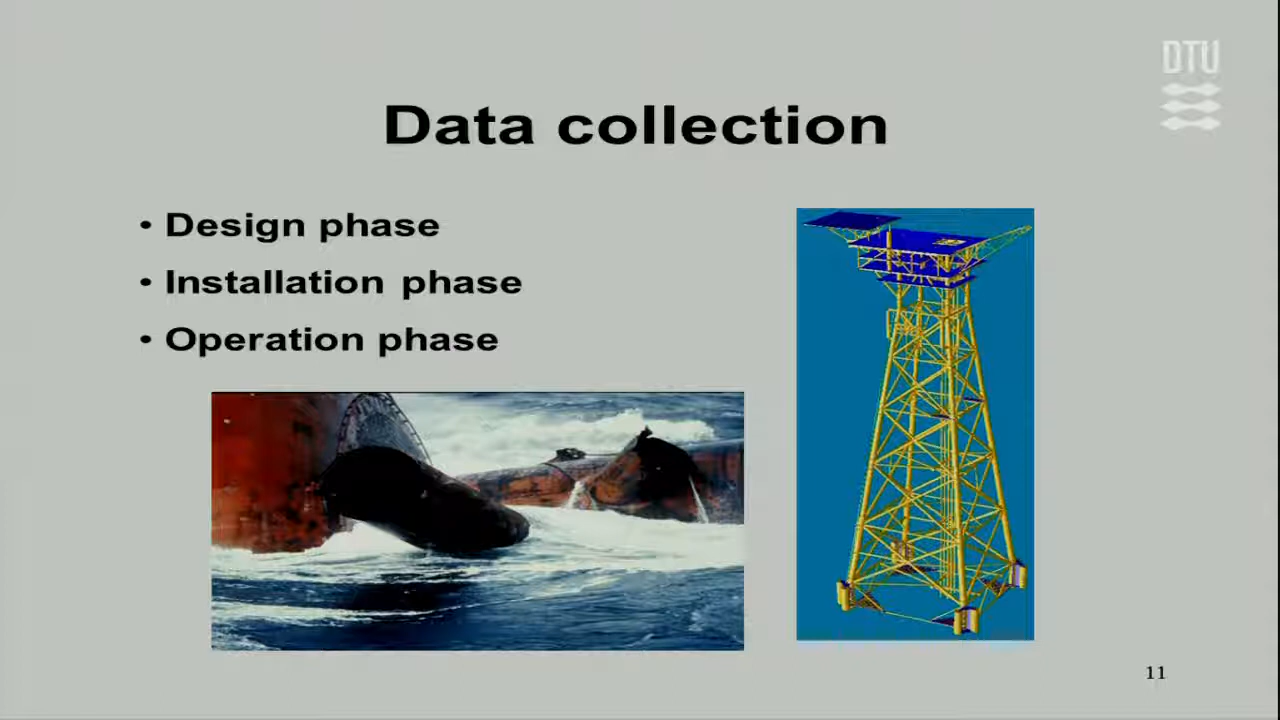 DTU
Data collection
• Design phase
• Installation phase
• Operation phase
11